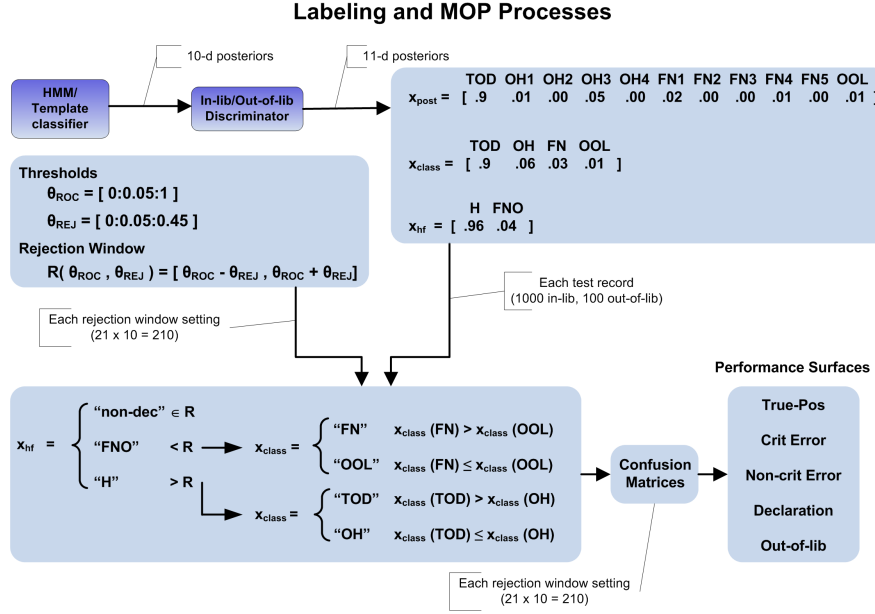 Labeling and MOP Processes
10-d posteriors
11-d posteriors
HMM/
Template
classifier
In-lib/Out-of-lib
Discriminator
TOD OH1 OH2 OH3 OH4 FN1 FN2 FN3 FN4 FN5 OOL
xpost = [ .9 .01 .00 .05 .00 .02 .00 .00 .01 .00 .01 ]
TOD OH FN OOL
xclass = [ .9 .06 .03 .01 ]
H FNO
xhf = [ .96 .04 ]
Thresholds
θROC = [ 0:0.05:1 ]
θREJ = [ 0:0.05:0.45 ]
Rejection Window
R( θROC , θREJ ) = [ θROC - θREJ , θROC + θREJ]
Each test record
(1000 in-lib, 100 out-of-lib)
Each rejection window setting
(21 x 10 = 210)
xhf =
“non-dec” ∈ R
“FNO” < R
“H” > R
xclass =
“FN” xclass (FN) > xclass (OOL)
“OOL” xclass (FN) ≤ xclass (OOL)
xclass =
“TOD” xclass (TOD) > xclass (OH)
“OH” xclass (TOD) ≤ xclass (OH)
Confusion
Matrices
Performance Surfaces
True-Pos
Crit Error
Non-crit Error
Declaration
Out-of-lib
Each rejection window setting
(21 x 10 = 210)